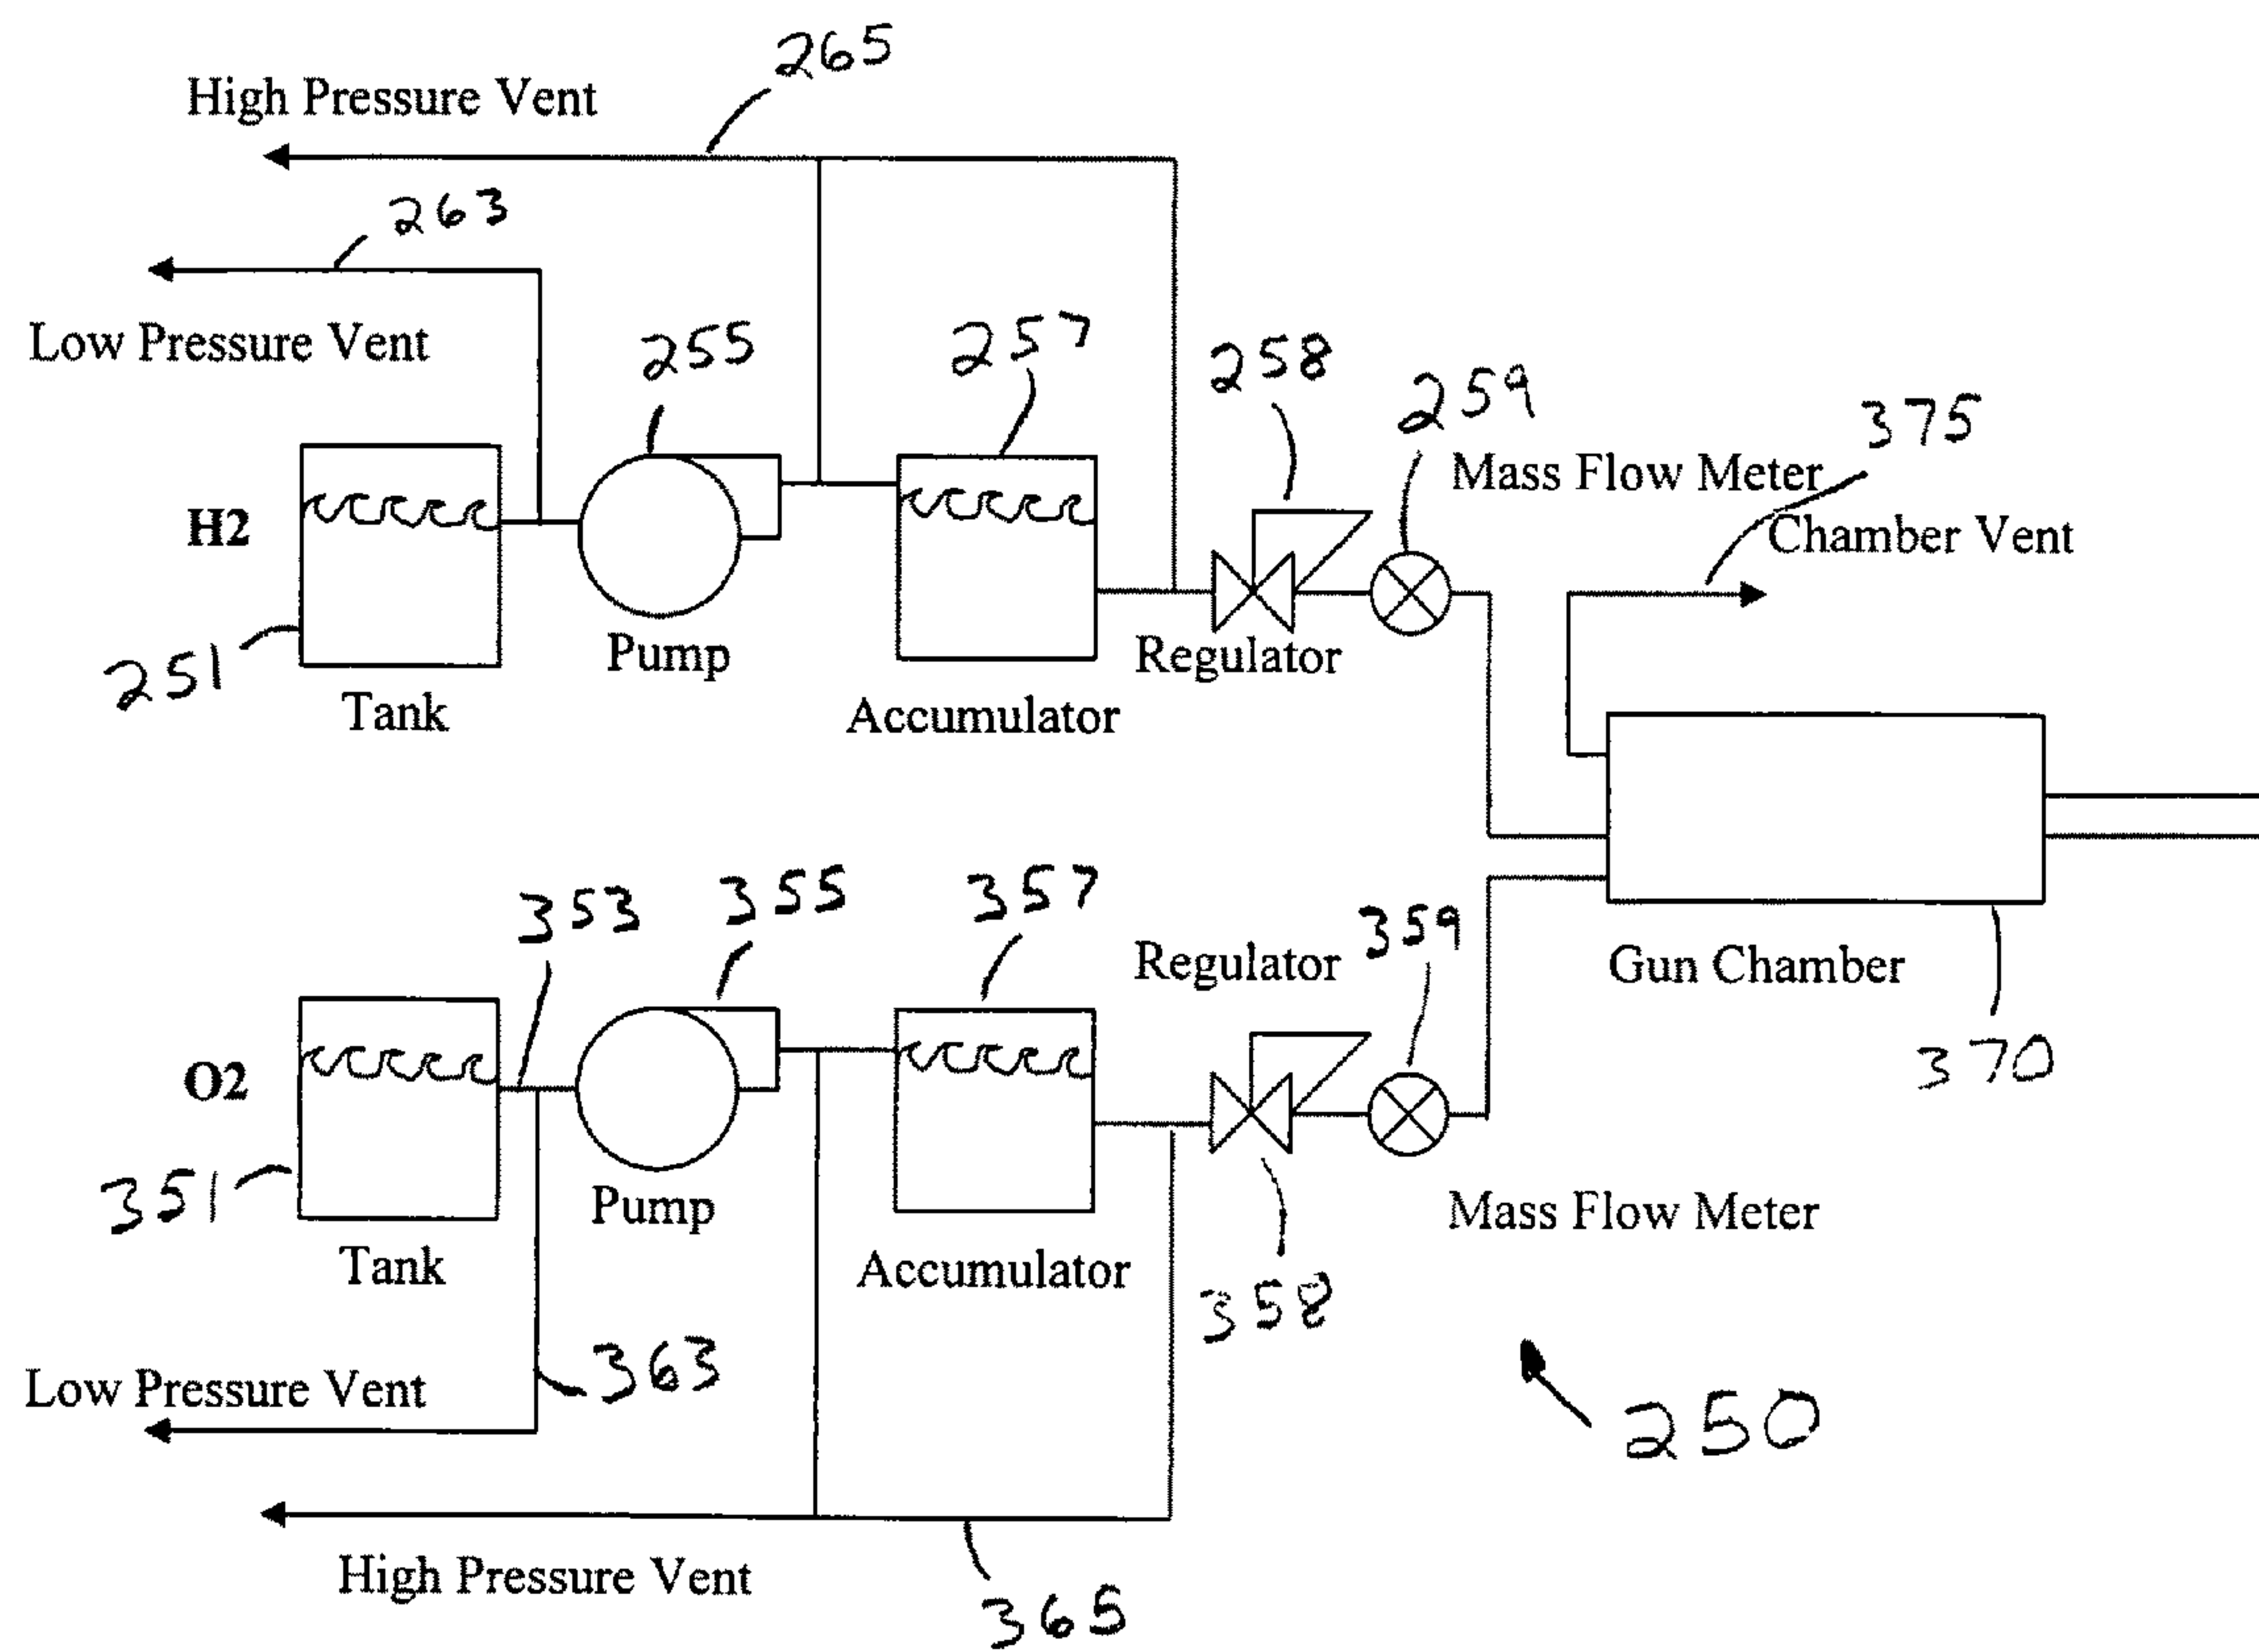 265
High Pressure Vent
263
Low Pressure Vent
255
257
258
259
375
Mass Flow Meter
Chamber Vent
H2
251
Tank
Pump
Accumulator
Regulator
353
355
357
Regulator
359
Gun Chamber
370
O2
351
Tank
Pump
Accumulator
358
Mass Flow Meter
363
Low Pressure Vent
250
High Pressure Vent
365